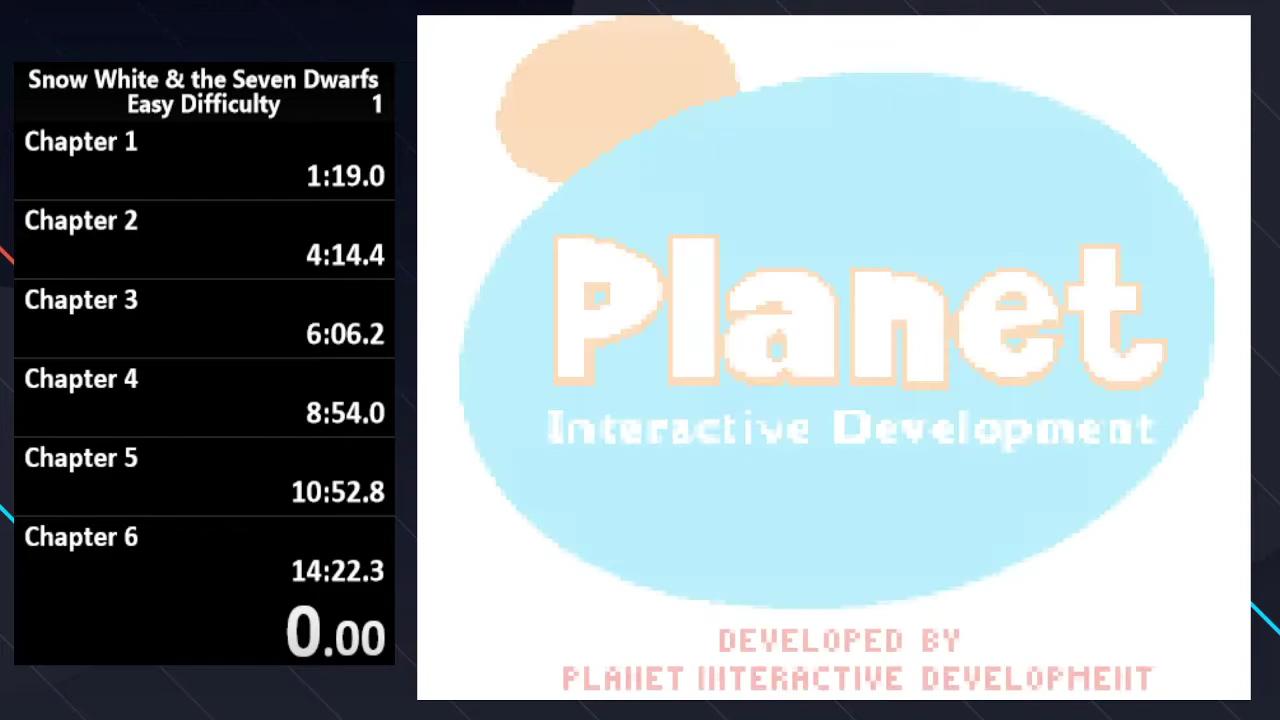 Snow White & the Seven Dwarfs
Easy Difficulty 1
Chapter 1
1:19.0
Chapter 2
4:14.4
Chapter 3
6:06.2
Chapter 4
8:54.0
Chapter 5
10:52.8
Chapter 6
14:22.3
0.00
Planet
Interactive Development
DEVELOPED BY
PLANET INTERACTIVE DEVELOPMENT